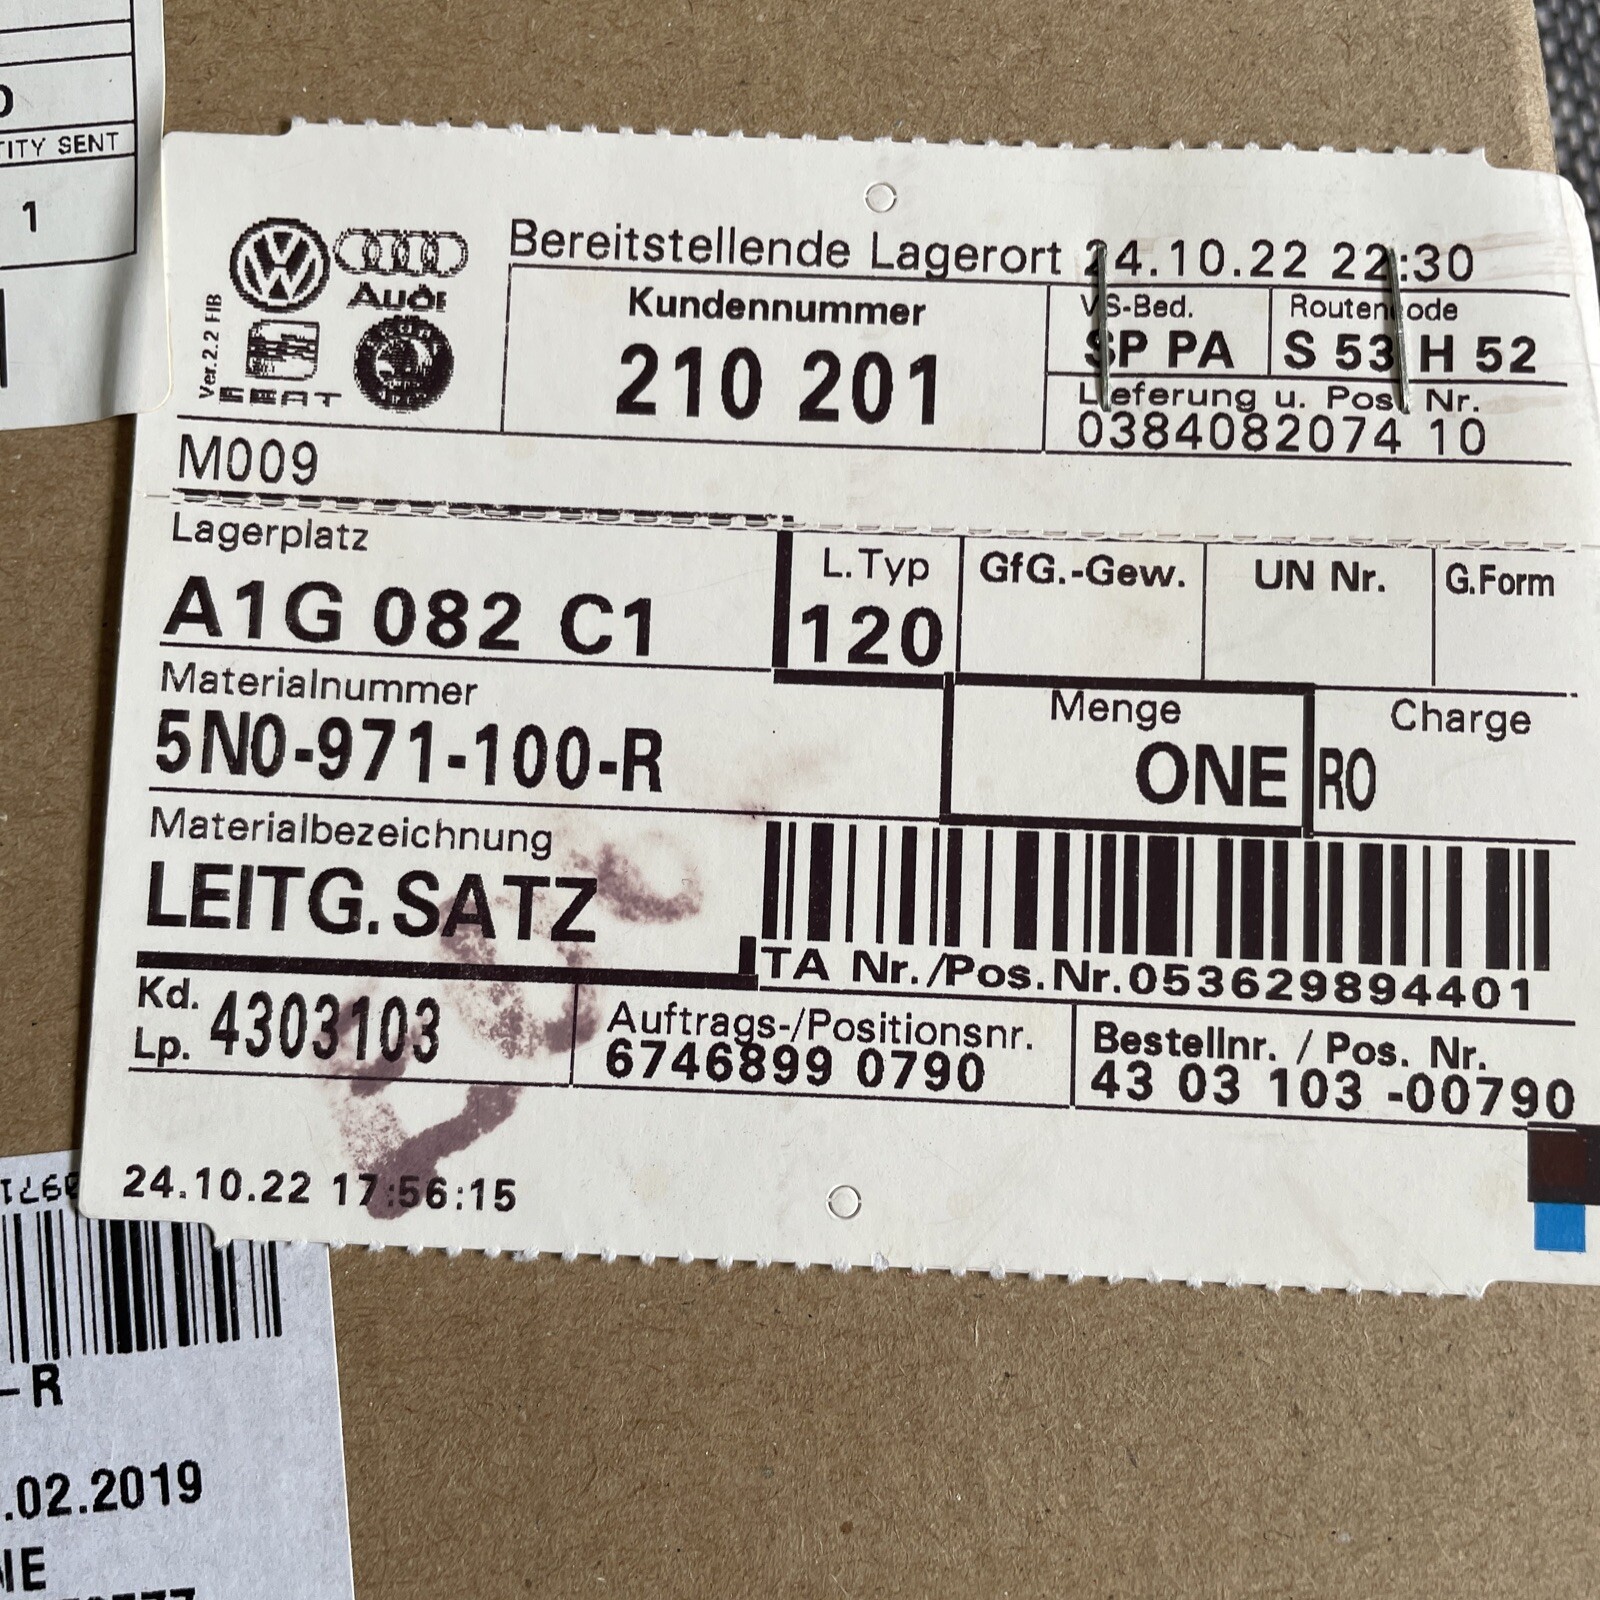 TITY SENT
1
Ver.2.2 FIB
AUDI
SEAT
Bereitstellende Lagerort 24.10.22 22:30
Kundennummer
210 201
VS-Bed.
SP PA
Routencode
S 53 H 52
Lieferung u. Pos. Nr.
0384082074 10
M009
Lagerplatz
A1G 082 C1
L.Typ
120
GfG.-Gew.
UN Nr.
G.Form
Materialnummer
5N0-971-100-R
Menge
ONE
Charge
RO
Materialbezeichnung
LEITG.SATZ
TA Nr./Pos.Nr.053629894401
Kd.
Lp. 4303103
Auftrags-/Positionsnr.
67468999 0790
Bestellnr. / Pos. Nr.
43 03 103 -00790
24.10.22 17:56:15
-R
.02.2019
NE